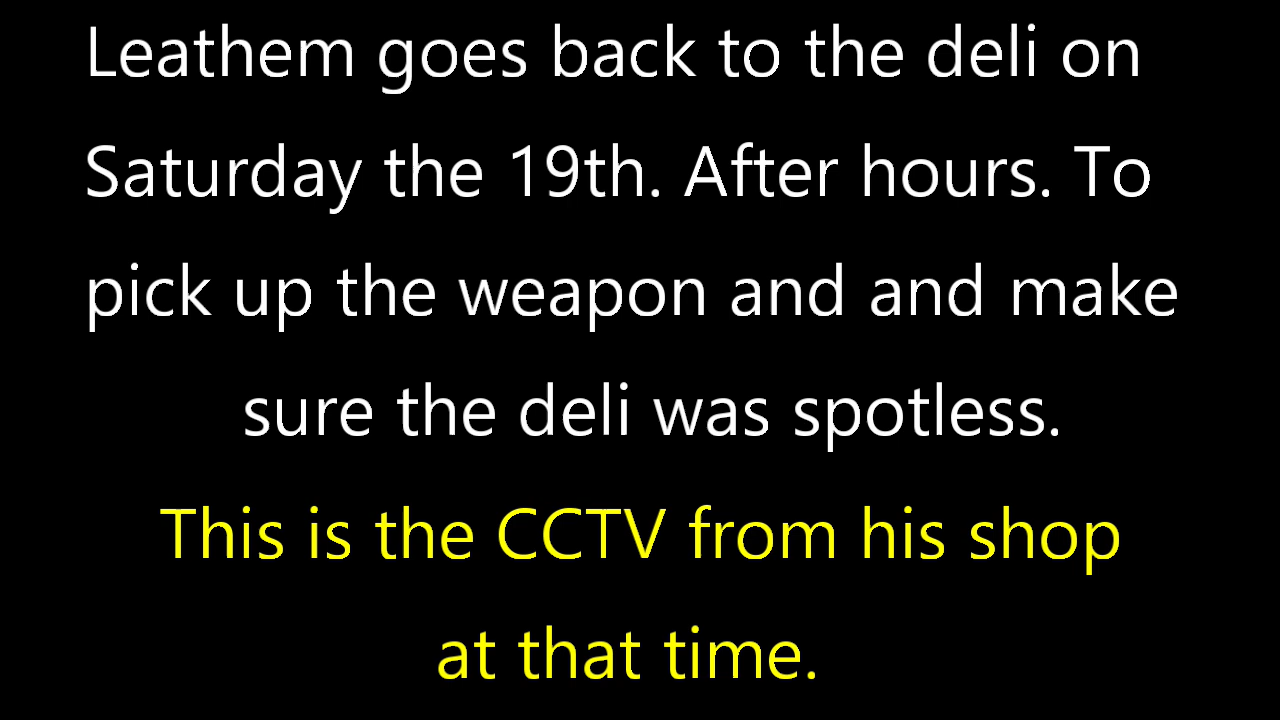 Leathem goes back to the deli on
Saturday the 19th. After hours. To
pick up the weapon and and make
sure the deli was spotless.
This is the CCTV from his shop
at that time.